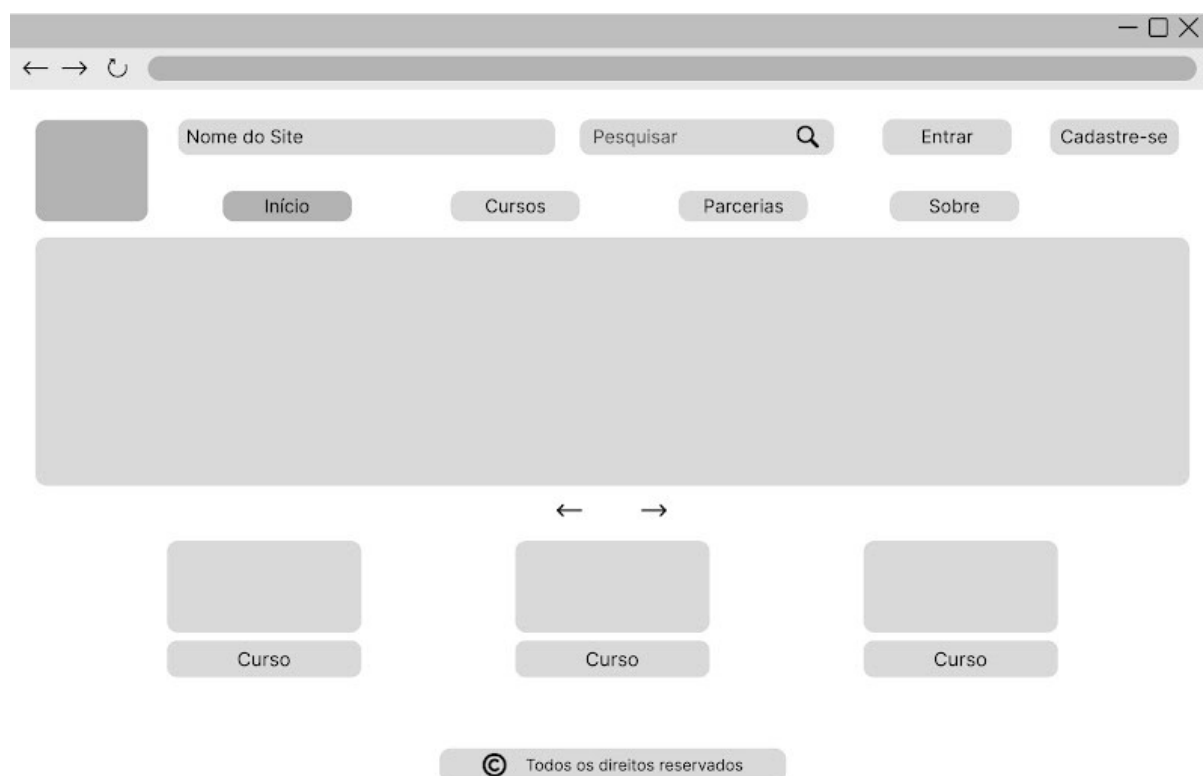 Nome do Site
Pesquisar
Entrar
Cadastre-se
Início
Cursos
Parcerias
Sobre
Curso
Curso
Curso
© Todos os direitos reservados